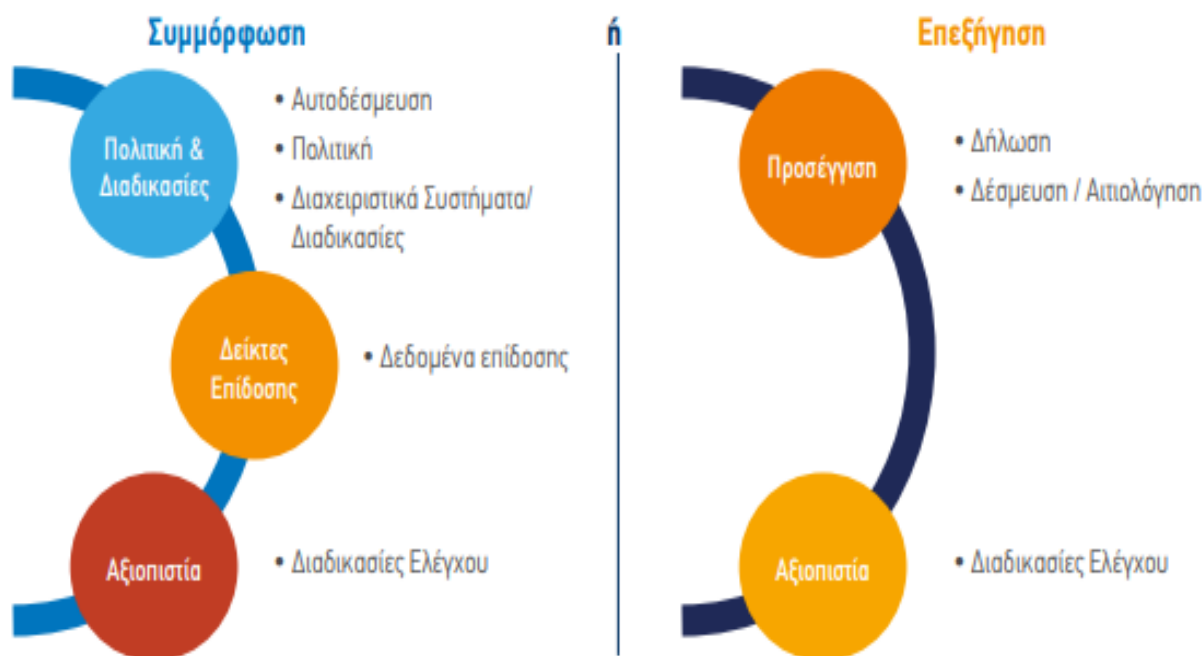 Συμμόρφωση
ή
Επεξήγηση
Πολιτική &
Διαδικασίες
• Αυτοδέσμευση
• Πολιτική
• Διαχειριστικά Συστήματα/
Διαδικασίες
Δείκτες
Επίδοσης
• Δεδομένα επίδοσης
Αξιοπιστία
• Διαδικασίες Ελέγχου
Προσέγγιση
• Δήλωση
• Δέσμευση / Αιτιολόγηση
Αξιοπιστία
• Διαδικασίες Ελέγχου